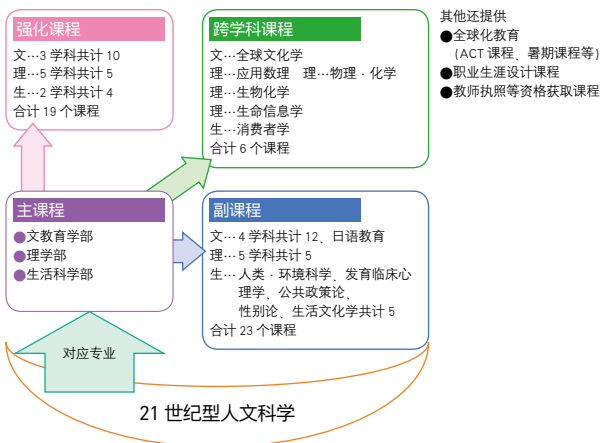 强化课程
文…3 学科共计 10
理…5 学科共计 5
生…2 学科共计 4
合计 19 个课程
跨学科课程
文…全球文化学
理…应用数理　理…物理・化学
理…生物化学
理…生命信息学
生…消费者学
合计 6 个课程
其他还提供
●全球化教育
(ACT 课程、暑期课程等)
●职业生涯设计课程
●教师执照等资格获取课程
主课程
●文教育学部
●理学部
●生活科学部
副课程
文…4 学科共计 12、日语教育
理…5 学科共计 5
生…人类・环境科学、发育临床心
理学、公共政策论、
性别论、生活文化学共计 5
合计 23 个课程
对应专业
21 世纪型人文科学